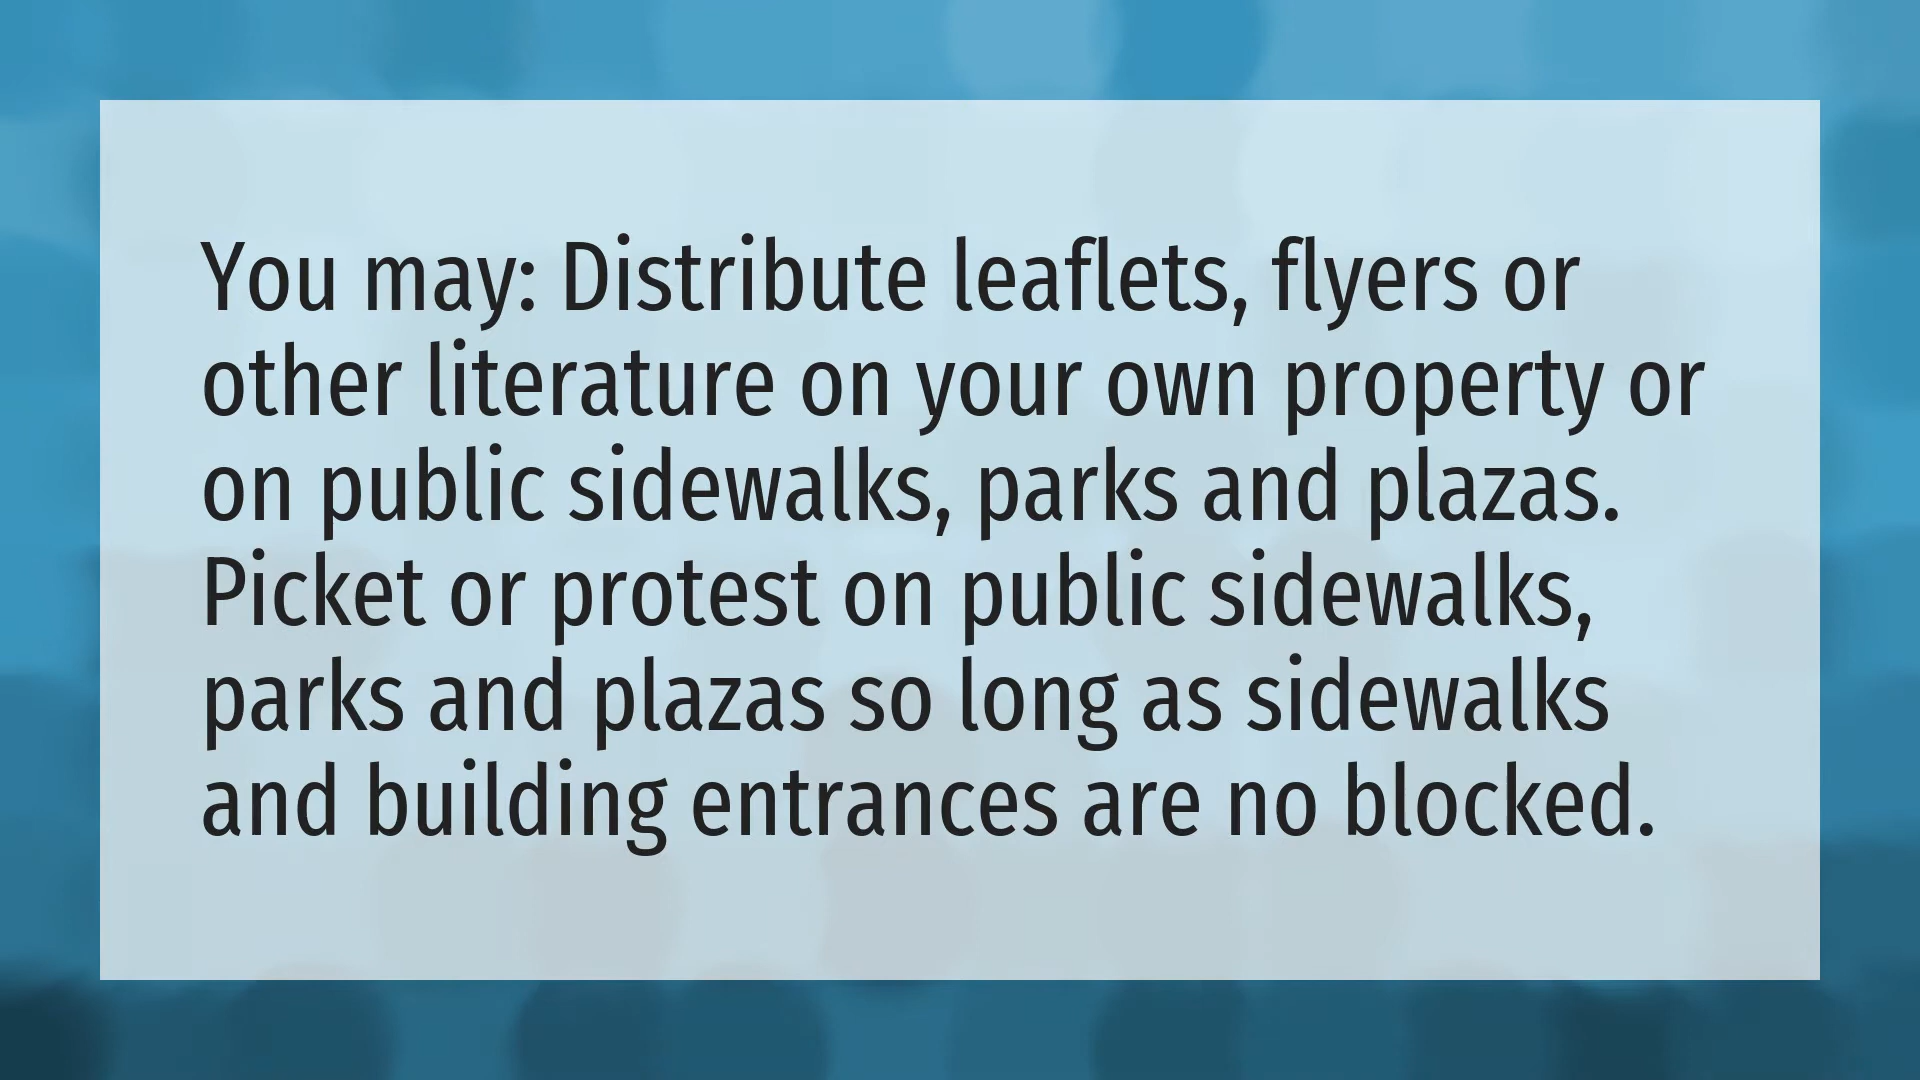 You may: Distribute leaflets, flyers or
other literature on your own property or
on public sidewalks, parks and plazas.
Picket or protest on public sidewalks,
parks and plazas so long as sidewalks
and building entrances are no blocked.